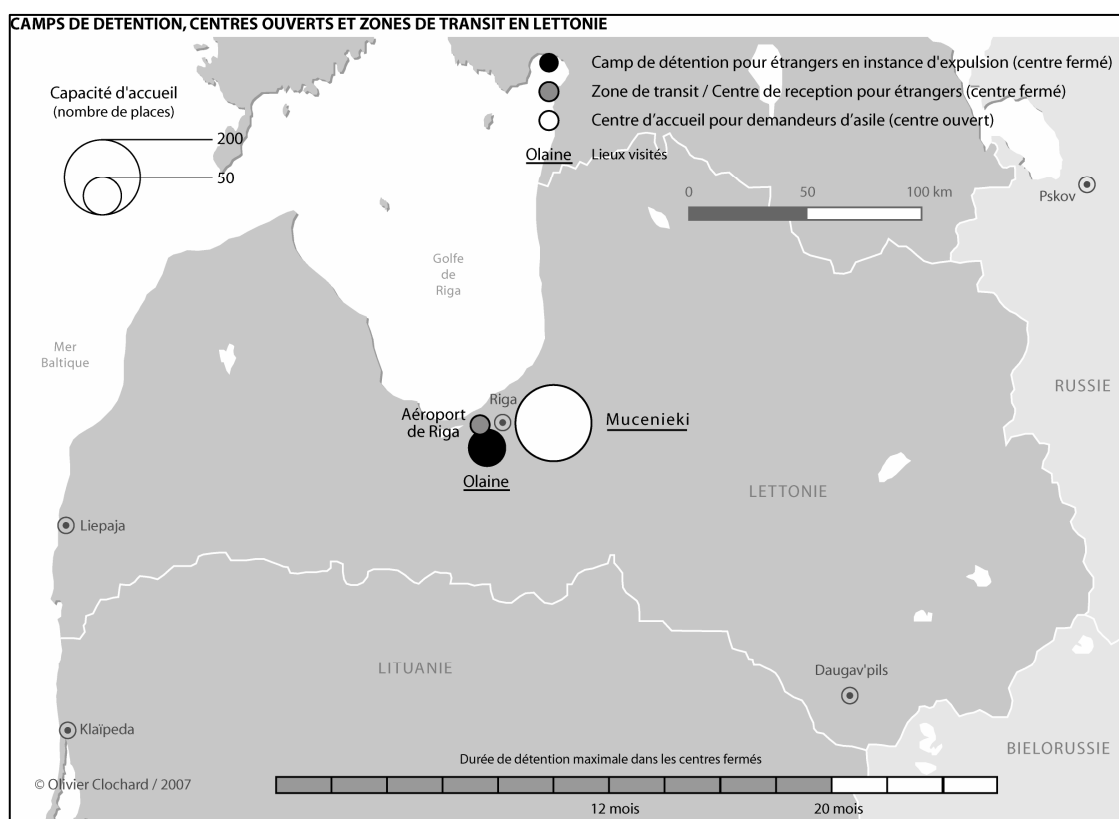 CAMPS DE DETENTION, CENTRES OUVERTS ET ZONES DE TRANSIT EN LETTONIE
Capacité d'accueil
(nombre de places)
200
50
Camp de détention pour étrangers en instance d'expulsion (centre fermé)
Zone de transit / Centre de reception pour étrangers (centre fermé)
Centre d'accueil pour demandeurs d'asile (centre ouvert)
Olaine Lieux visités
0 50 100 km
Pskov
Golfe
de
Riga
Mer
Baltique
RUSSIE
Riga
Aéroport
de Riga
Mucenieki
Olaine
LETTONIE
Liepaja
LITUANIE
Daugav'pils
Klaïpeda
BIELORUSSIE
Durée de détention maximale dans les centres fermés
© Olivier Clochard / 2007
12 mois 20 mois